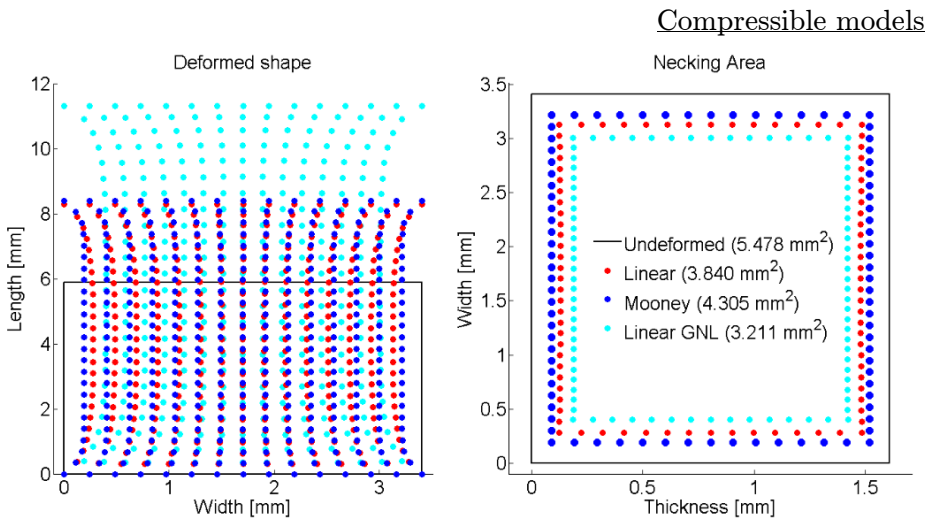 Compressible models
Deformed shape
12
10
8
6
4
2
0
Length [mm]
0 1 2 3
Width [mm]
Necking Area
3.5
3
2.5
2
1.5
1
0.5
0
Width [mm]
Undeformed (5.478 mm²)
Linear (3.840 mm²)
Mooney (4.305 mm²)
Linear GNL (3.211 mm²)
0 0.5 1 1.5
Thickness [mm]